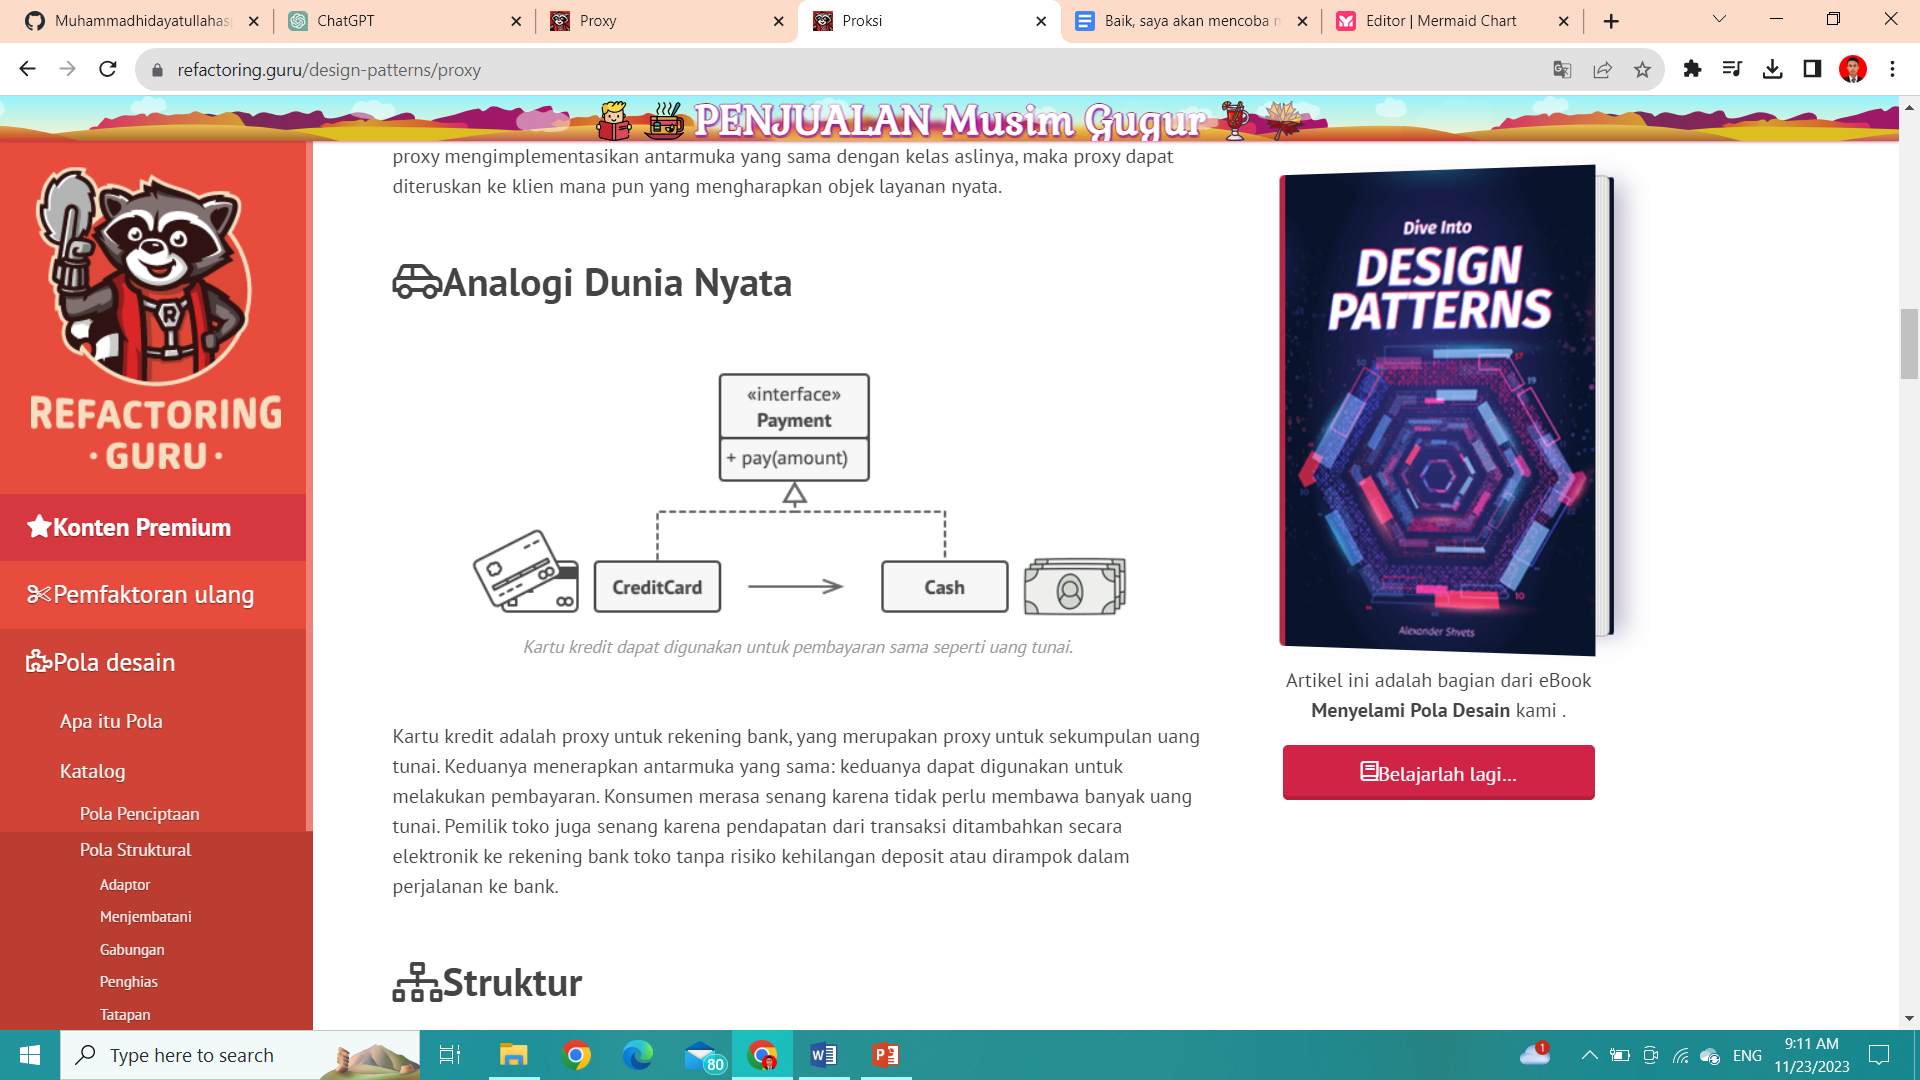 Muhammadhidayatullahas
ChatGPT
Proxy
Proksi
Baik, saya akan mencoba m
Editor | Mermaid Chart
refactoring.guru/design-patterns/proxy
PENJUALAN Musim Gugur
proxy mengimplementasikan antarmuka yang sama dengan kelas aslinya, maka proxy dapat
diteruskan ke klien mana pun yang mengharapkan objek layanan nyata.
Analogi Dunia Nyata
«interface»
Payment
+ pay(amount)
CreditCard
Cash
Kartu kredit dapat digunakan untuk pembayaran sama seperti uang tunai.
Kartu kredit adalah proxy untuk rekening bank, yang merupakan proxy untuk sekumpulan uang
tunai. Keduanya menerapkan antarmuka yang sama: keduanya dapat digunakan untuk
melakukan pembayaran. Konsumen merasa senang karena tidak perlu membawa banyak uang
tunai. Pemilik toko juga senang karena pendapatan dari transaksi ditambahkan secara
elektronik ke rekening bank toko tanpa risiko kehilangan deposit atau dirampok dalam
perjalanan ke bank.
Struktur
R
REFACTORING
· GURU ·
Konten Premium
Pemfaktoran ulang
Pola desain
Apa itu Pola
Katalog
Pola Penciptaan
Pola Struktural
Adaptor
Menjembatani
Gabungan
Penghias
Tatapan
Dive Into
DESIGN
PATTERNS
Alexander Shvets
Artikel ini adalah bagian dari eBook
Menyelami Pola Desain kami .
Belajarlah lagi...
Type here to search
80
1
ENG
9:11 AM
11/23/2023